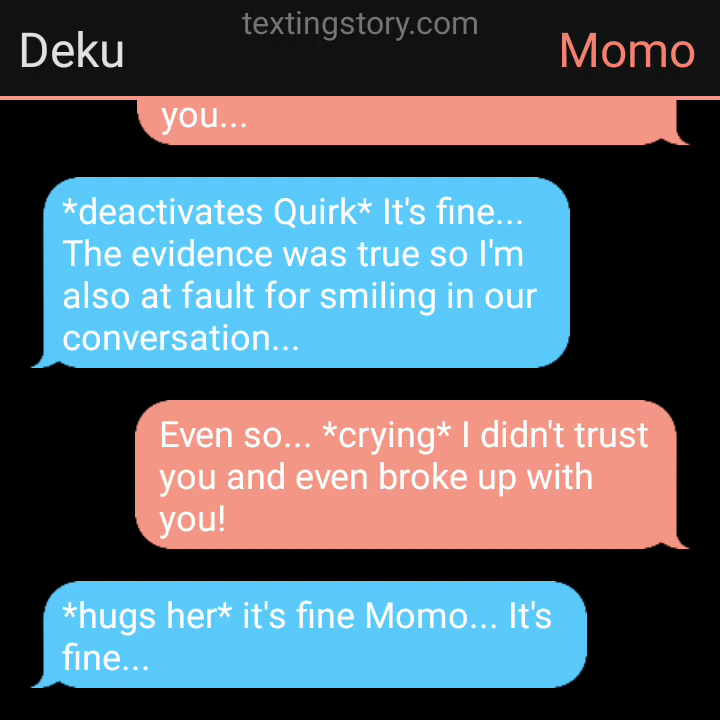 textingstory.com
Deku
Momo
you...
*deactivates Quirk* It's fine...
The evidence was true so I'm
also at fault for smiling in our
conversation...
Even so... *crying* I didn't trust
you and even broke up with
you!
*hugs her* it's fine Momo... It's
fine...